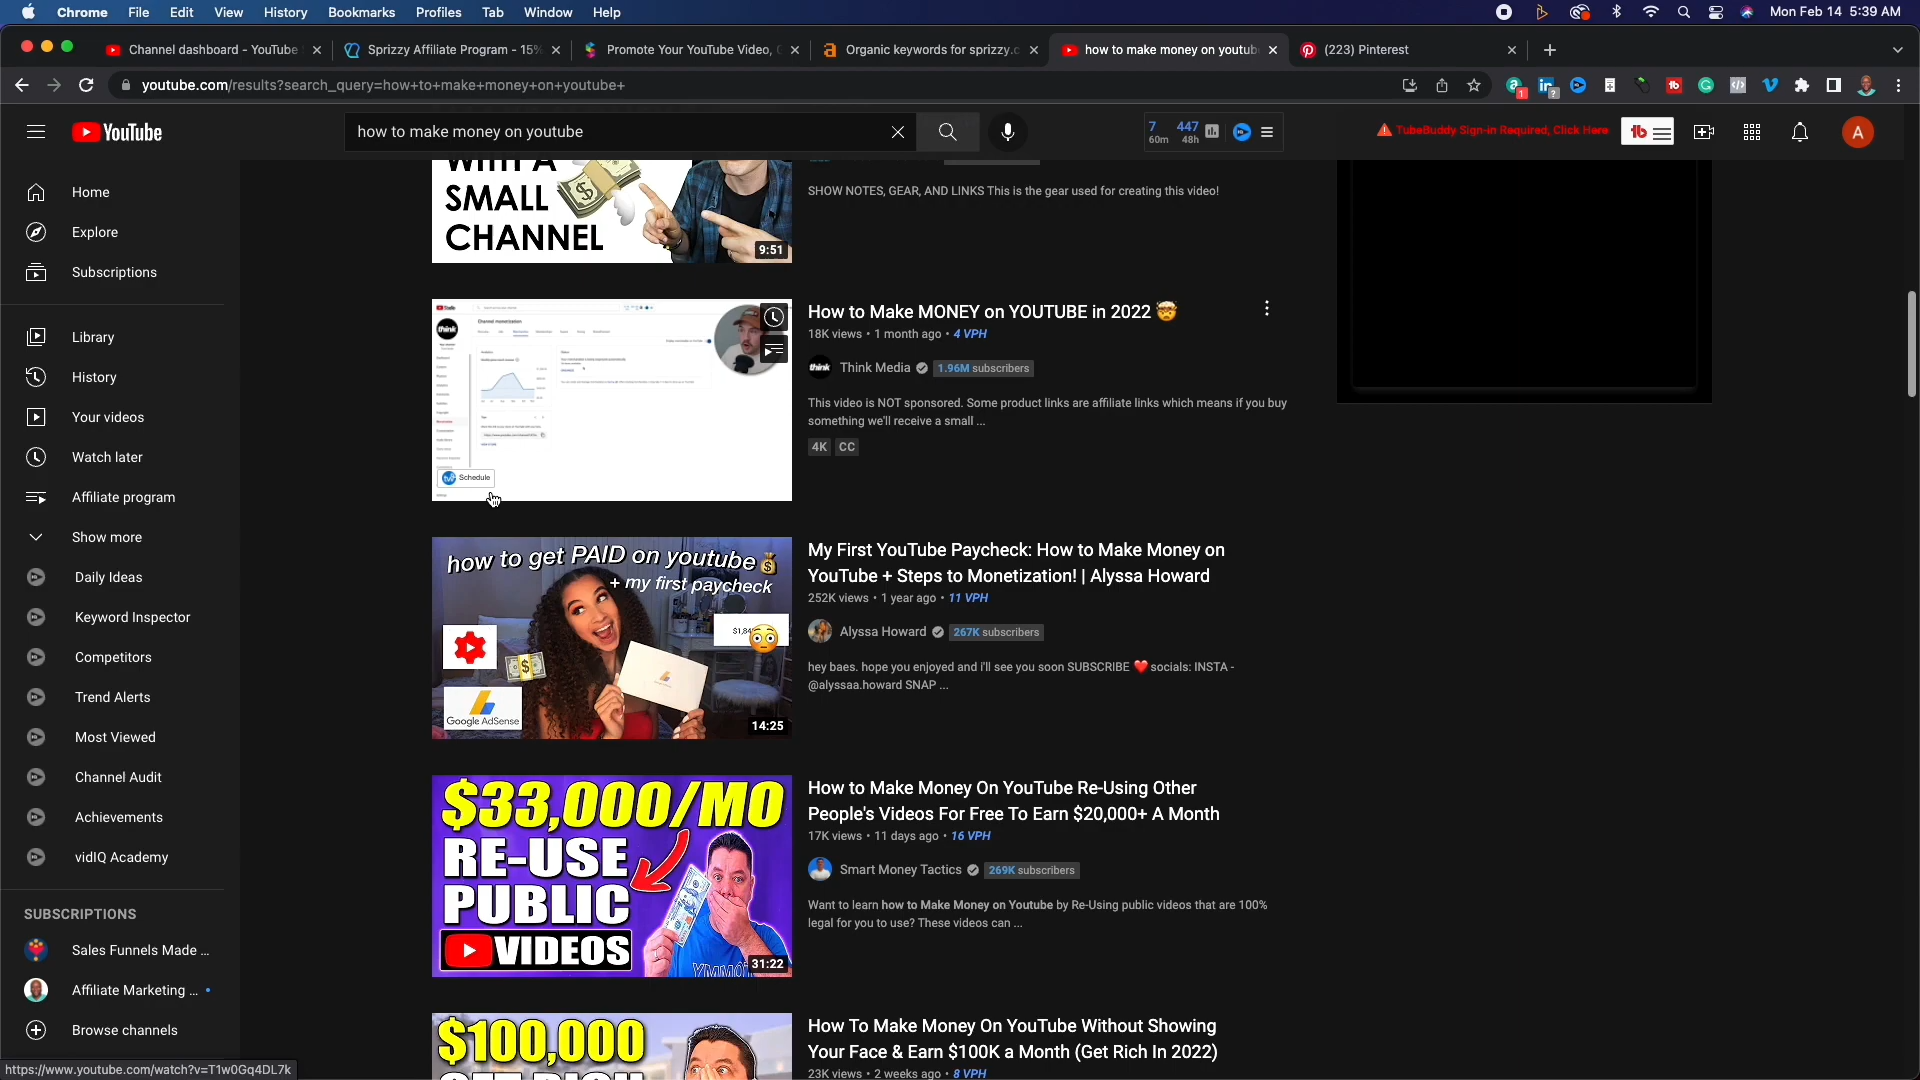 Chrome File Edit View History Bookmarks Profiles Tab Window Help Mon Feb 14 5:39 AM
Channel dashboard - YouTube Sprizzy Affiliate Program - 15% Promote Your YouTube Video, Organic keywords for sprizzy.c how to make money on youtub (223) Pinterest
youtube.com/results?search_query=how+to+make+money+on+youtube+
YouTube
how to make money on youtube
7 60m 447 48h
TubeBuddy Sign-in Required, Click Here
A
Home
Explore
Subscriptions
Library
History
Your videos
Watch later
Affiliate program
Show more
Daily Ideas
Keyword Inspector
Competitors
Trend Alerts
Most Viewed
Channel Audit
Achievements
vidIQ Academy
SUBSCRIPTIONS
Sales Funnels Made ...
Affiliate Marketing ...
Browse channels
https://www.youtube.com/watch?v=T1w0Gq4DL7k
WITH A
SMALL
CHANNEL
9:51
SHOW NOTES, GEAR, AND LINKS This is the gear used for creating this video!
think
Channel monetization
Schedule
How to Make MONEY on YOUTUBE in 2022 🤯
18K views • 1 month ago • 4 VPH
think Think Media 1.96M subscribers
This video is NOT sponsored. Some product links are affiliate links which means if you buy
something we'll receive a small ...
4K CC
how to get PAID on youtube
+ my first paycheck
Google AdSense
14:25
My First YouTube Paycheck: How to Make Money on
YouTube + Steps to Monetization! | Alyssa Howard
252K views • 1 year ago • 11 VPH
Alyssa Howard 267K subscribers
hey baes. hope you enjoyed and i'll see you soon SUBSCRIBE ❤️ socials: INSTA -
@alyssaa.howard SNAP ...
$33,000/MO
RE-USE
PUBLIC
VIDEOS
31:22
How to Make Money On YouTube Re-Using Other
People's Videos For Free To Earn $20,000+ A Month
17K views • 11 days ago • 16 VPH
Smart Money Tactics 269K subscribers
Want to learn how to Make Money on Youtube by Re-Using public videos that are 100%
legal for you to use? These videos can ...
$100,000
GET RICH
How To Make Money On YouTube Without Showing
Your Face & Earn $100K a Month (Get Rich In 2022)
23K views • 2 weeks ago • 8 VPH